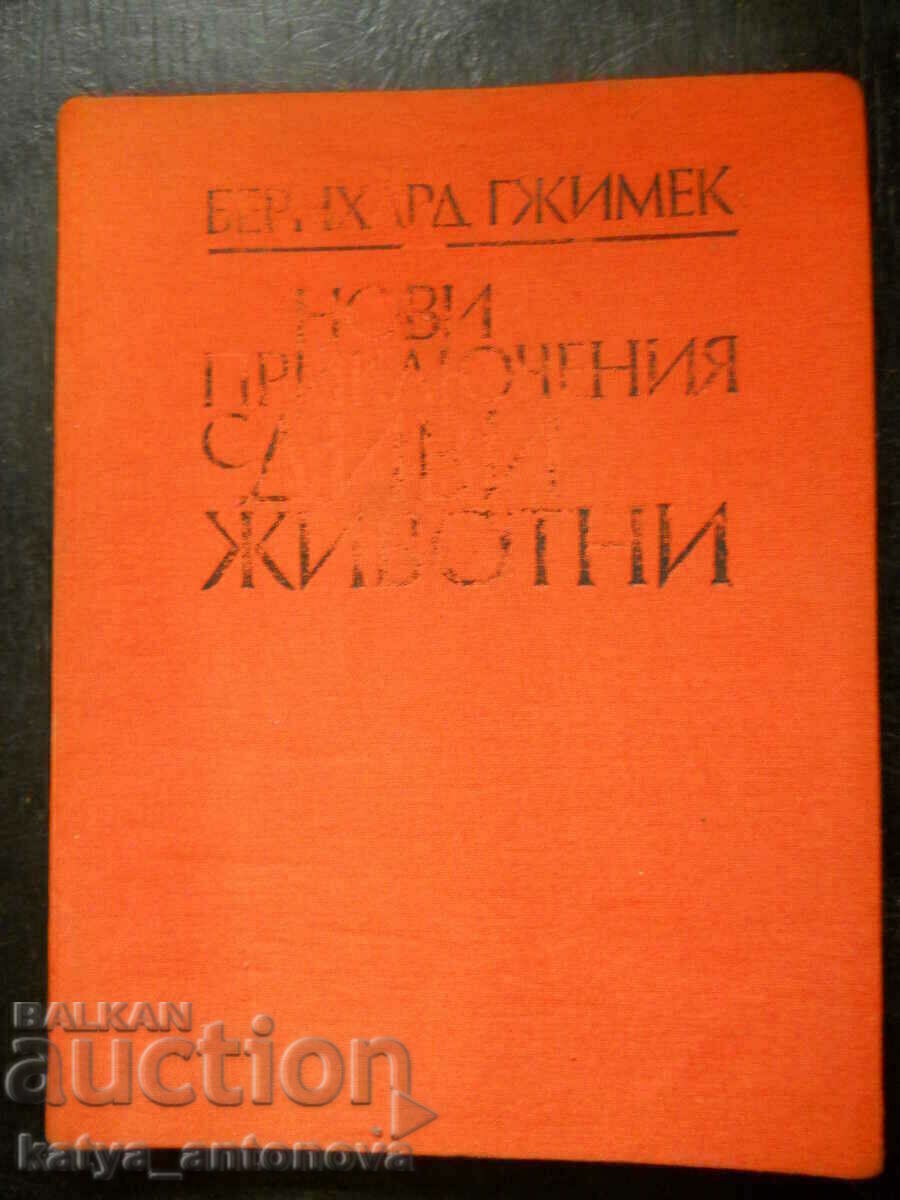 БЕРНХАРД ГЖИМЕК
НОВИ
ПРИКЛЮЧЕНИЯ
С ДИВИ
ЖИВОТНИ
BALKAN
auction
katya_antonova